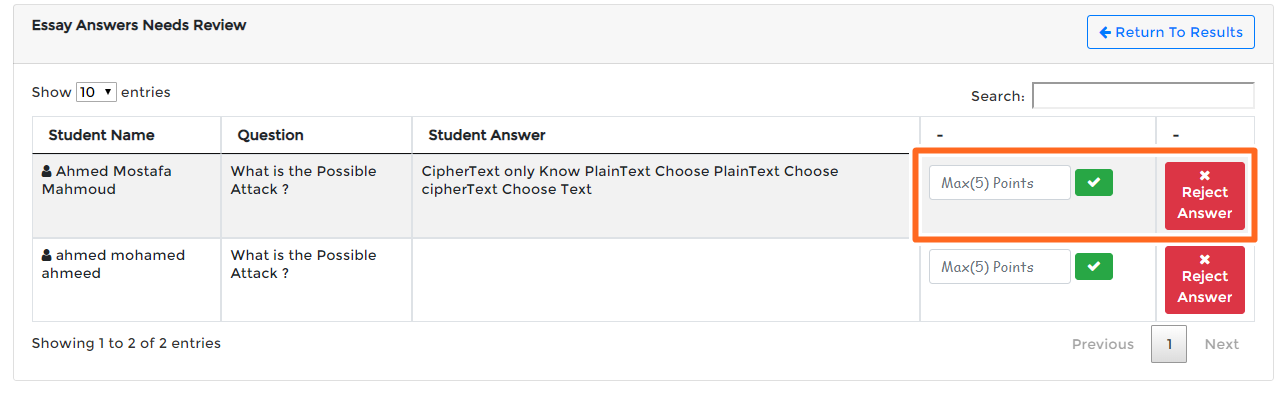 Essay Answers Needs Review
Return To Results
Show 10 entries
Search:
Student Name Question Student Answer - -
Ahmed Mostafa Mahmoud
What is the Possible Attack ?
CipherText only Know PlainText Choose PlainText Choose
cipherText Choose Text
Max(5) Points
Reject
Answer
ahmed mohamed
ahmeed
What is the Possible
Attack ?
Max(5) Points
Reject
Answer
Showing 1 to 2 of 2 entries
Previous 1 Next